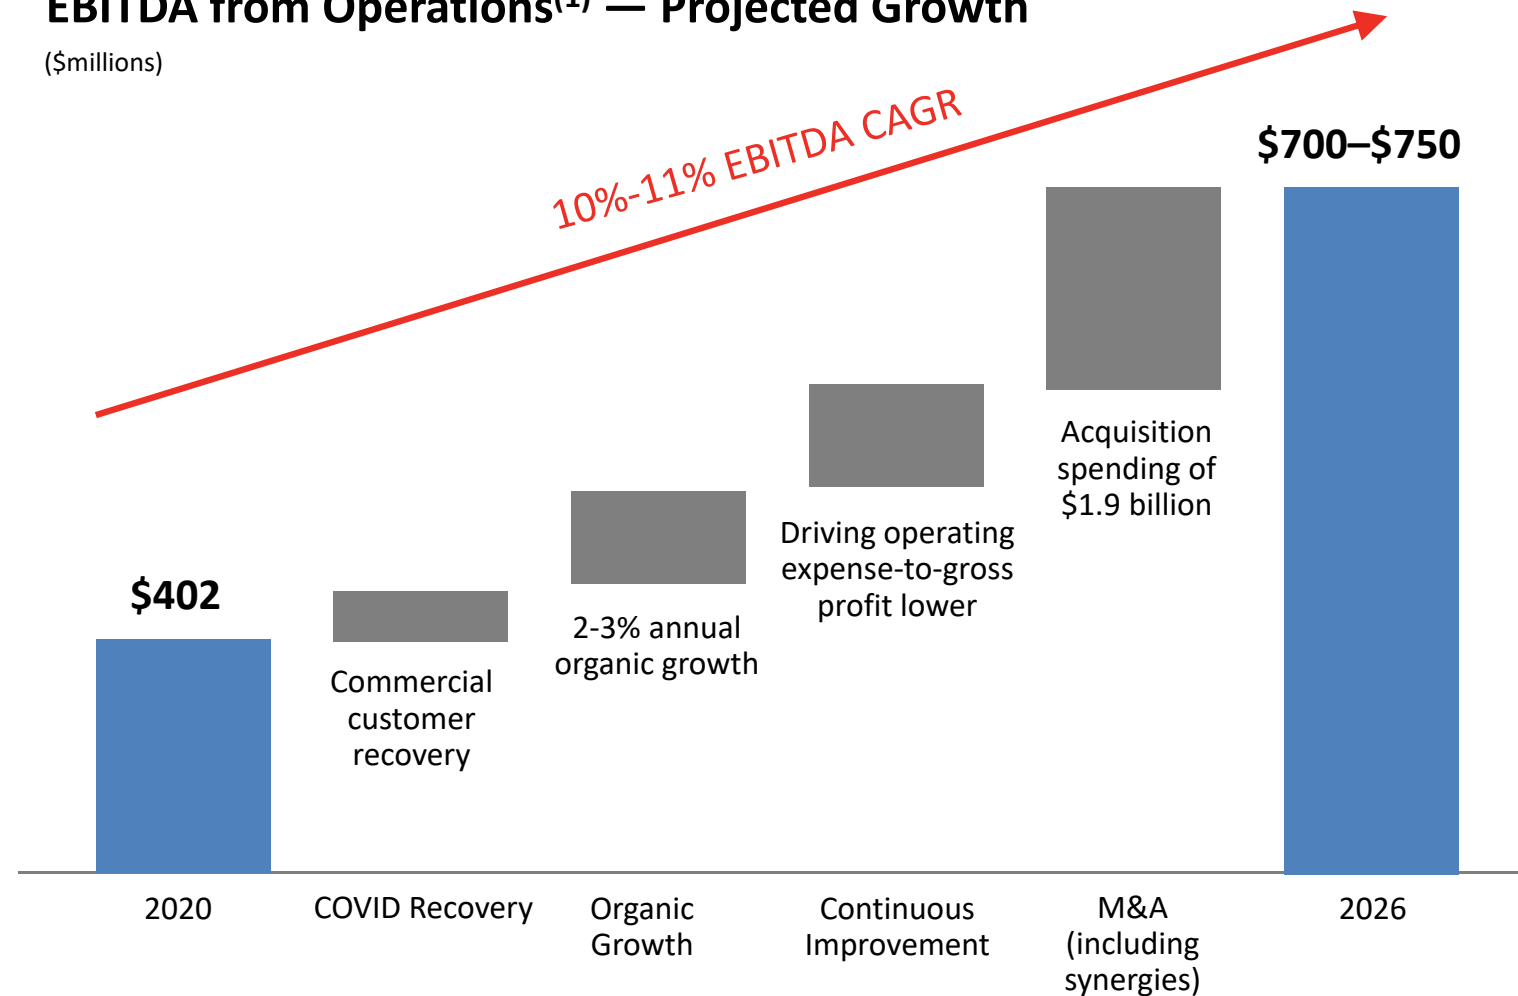 EBITDA from Operations(1) — Projected Growth
($millions)
10%-11% EBITDA CAGR
$700–$750
Acquisition
spending of
$1.9 billion
Driving operating
expense-to-gross
profit lower
$402
2-3% annual
organic growth
Commercial
customer
recovery
2020
COVID Recovery
Organic
Growth
Continuous
Improvement
M&A
(including
synergies)
2026